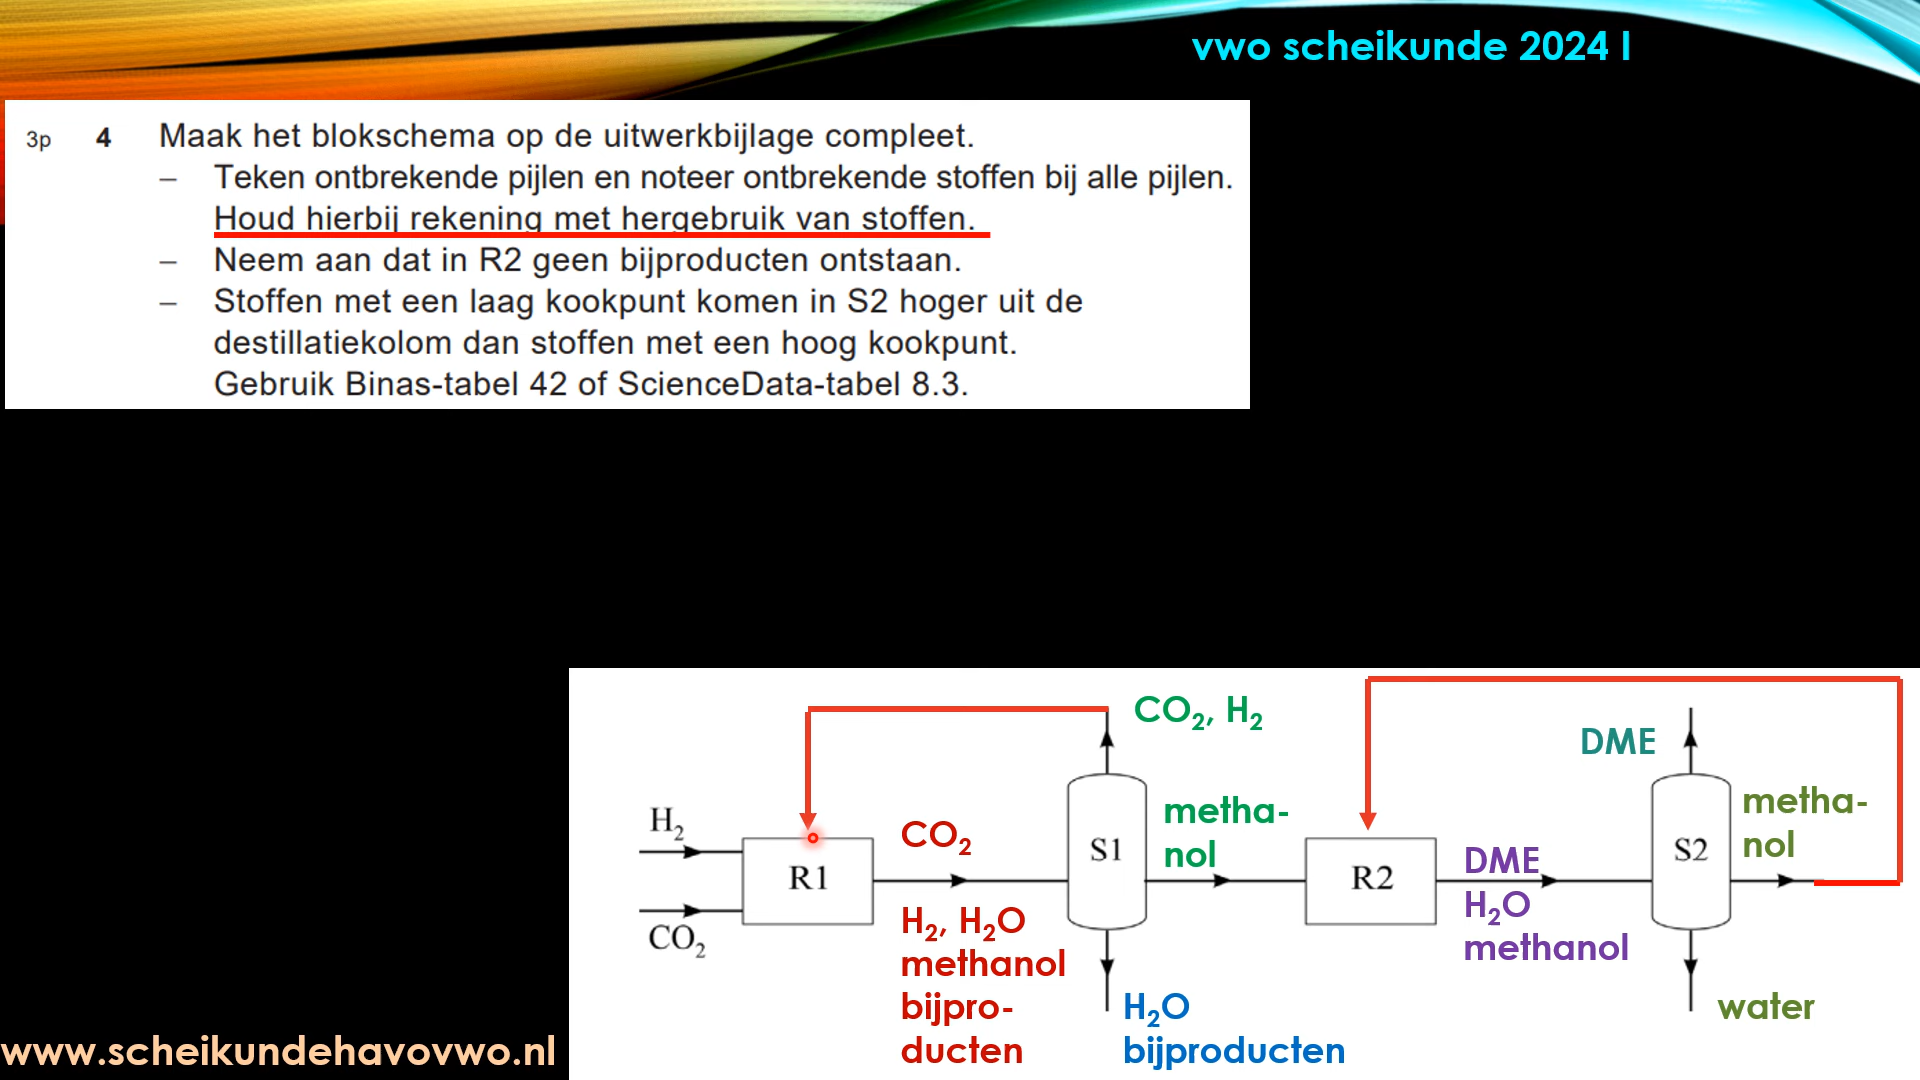 vwo scheikunde 2024 I
3p 4 Maak het blokschema op de uitwerkbijlage compleet.
– Teken ontbrekende pijlen en noteer ontbrekende stoffen bij alle pijlen.
Houd hierbij rekening met hergebruik van stoffen.
– Neem aan dat in R2 geen bijproducten ontstaan.
– Stoffen met een laag kookpunt komen in S2 hoger uit de
destillatiekolom dan stoffen met een hoog kookpunt.
Gebruik Binas-tabel 42 of ScienceData-tabel 8.3.
H₂
CO₂
R1
CO₂
H₂, H₂O
methanol
bijpro-
ducten
CO₂, H₂
S1
metha-
nol
H₂O
bijproducten
R2
DME
H₂O
methanol
DME
S2
metha-
nol
water
www.scheikundehavovwo.nl